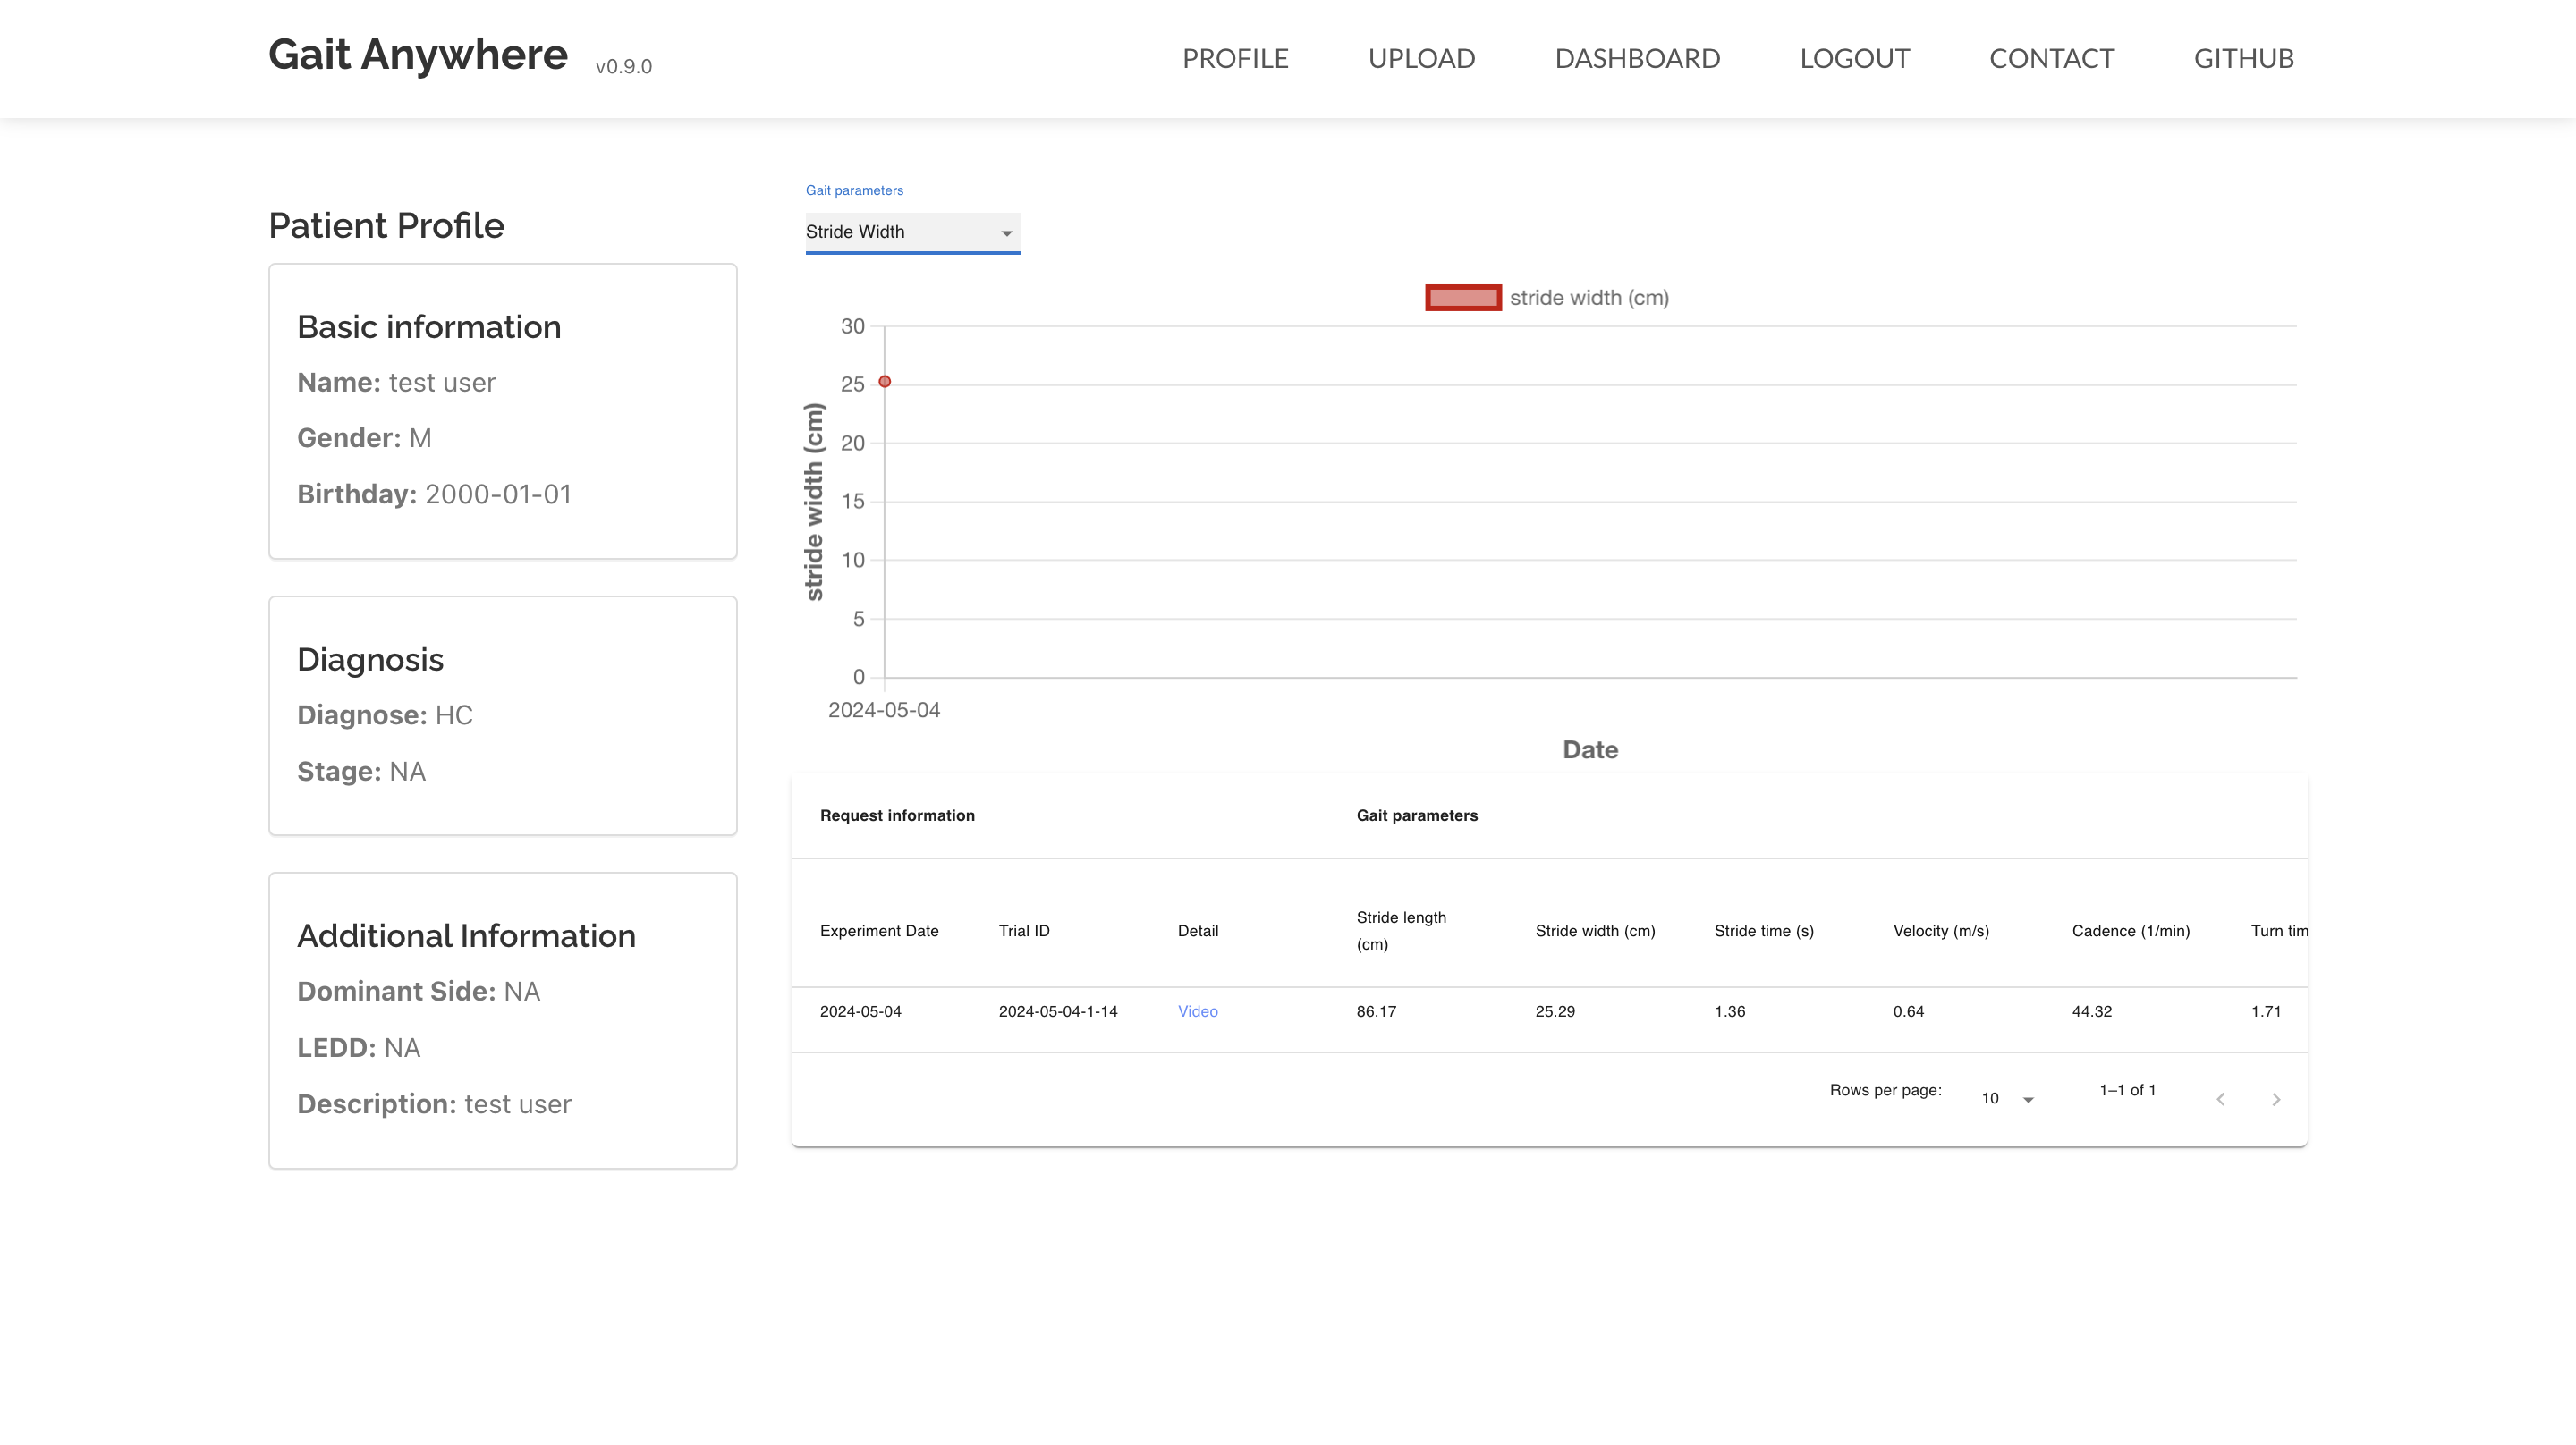 Gait Anywhere v0.9.0
PROFILE UPLOAD DASHBOARD LOGOUT CONTACT GITHUB
Patient Profile
Basic information
Name: test user
Gender: M
Birthday: 2000-01-01
Diagnosis
Diagnose: HC
Stage: NA
Additional Information
Dominant Side: NA
LEDD: NA
Description: test user
Gait parameters
Stride Width
stride width (cm)
30
25
20
15
10
5
0
stride width (cm)
2024-05-04
Date
Request information Gait parameters
Experiment Date Trial ID Detail Stride length (cm) Stride width (cm) Stride time (s) Velocity (m/s) Cadence (1/min) Turn tim
2024-05-04 2024-05-04-1-14 Video 86.17 25.29 1.36 0.64 44.32 1.71
Rows per page: 10 1–1 of 1